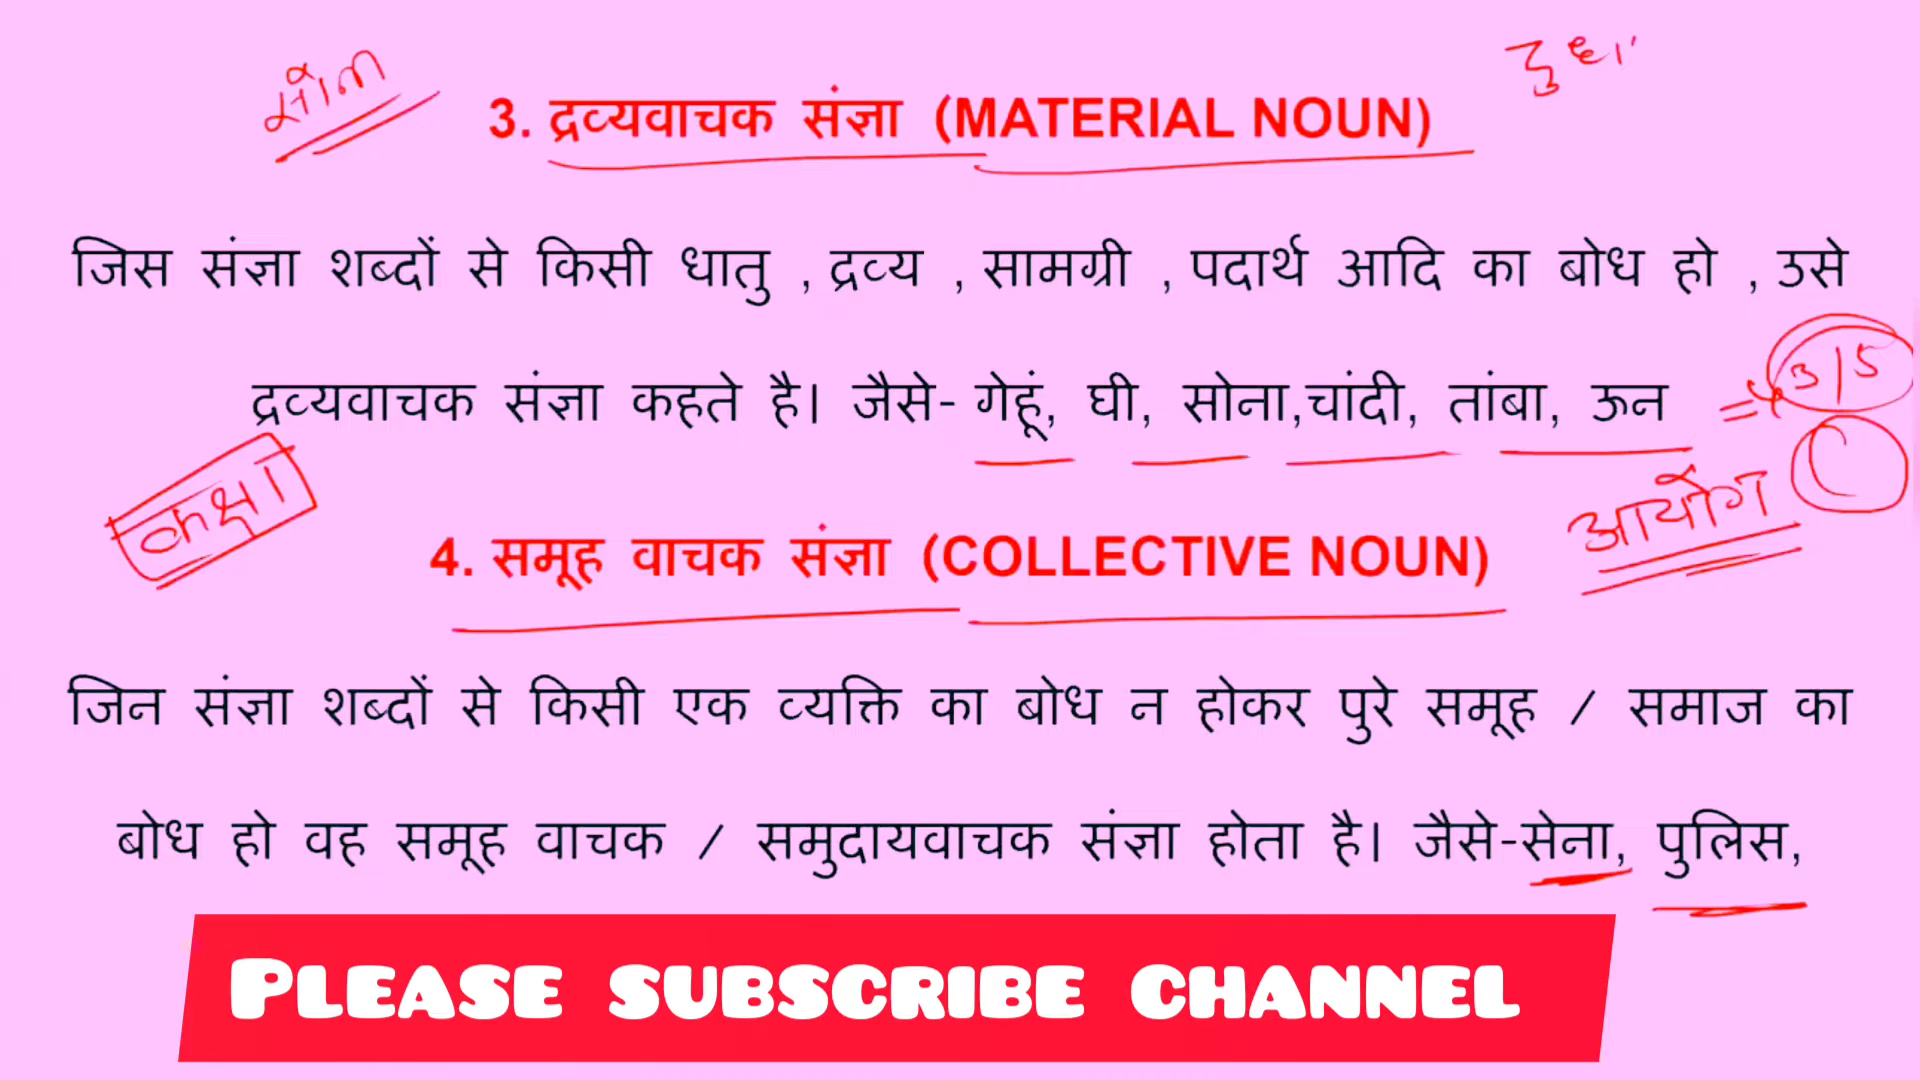 सोना
3. द्रव्यवाचक संज्ञा (MATERIAL NOUN)
जिस संज्ञा शब्दों से किसी धातु , द्रव्य , सामग्री , पदार्थ आदि का बोध हो , उसे
द्रव्यवाचक संज्ञा कहते है। जैसे- गेहूं, घी, सोना,चांदी, तांबा, ऊन
कक्षा
आयोग
4. समूह वाचक संज्ञा (COLLECTIVE NOUN)
जिन संज्ञा शब्दों से किसी एक व्यक्ति का बोध न होकर पुरे समूह / समाज का
बोध हो वह समूह वाचक / समुदायवाचक संज्ञा होता है। जैसे-सेना, पुलिस,
PLEASE SUBSCRIBE CHANNEL